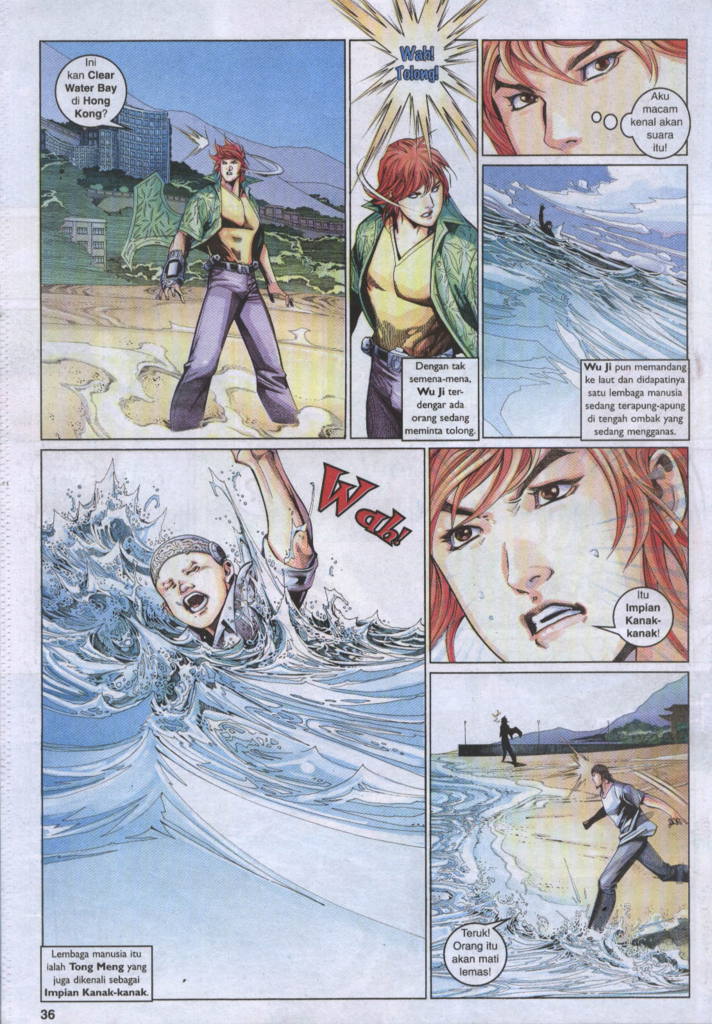 Ini
kan Clear
Water Bay
di Hong
Kong?
Wah!
Tolong!
Dengan tak
semena-mena,
Wu Ji ter-
dengar ada
orang sedang
meminta tolong.
Aku
macam
kenal akan
suara
itu!
Wu Ji pun memandang
ke laut dan didapatinya
satu lembaga manusia
sedang terapung-apung
di tengah ombak yang
sedang mengganas.
Wah!
Lembaga manusia itu
ialah Tong Meng yang
juga dikenali sebagai
Impian Kanak-kanak.
Itu
Impian
Kanak-
kanak!
Teruk!
Orang itu
akan mati
lemas!
36